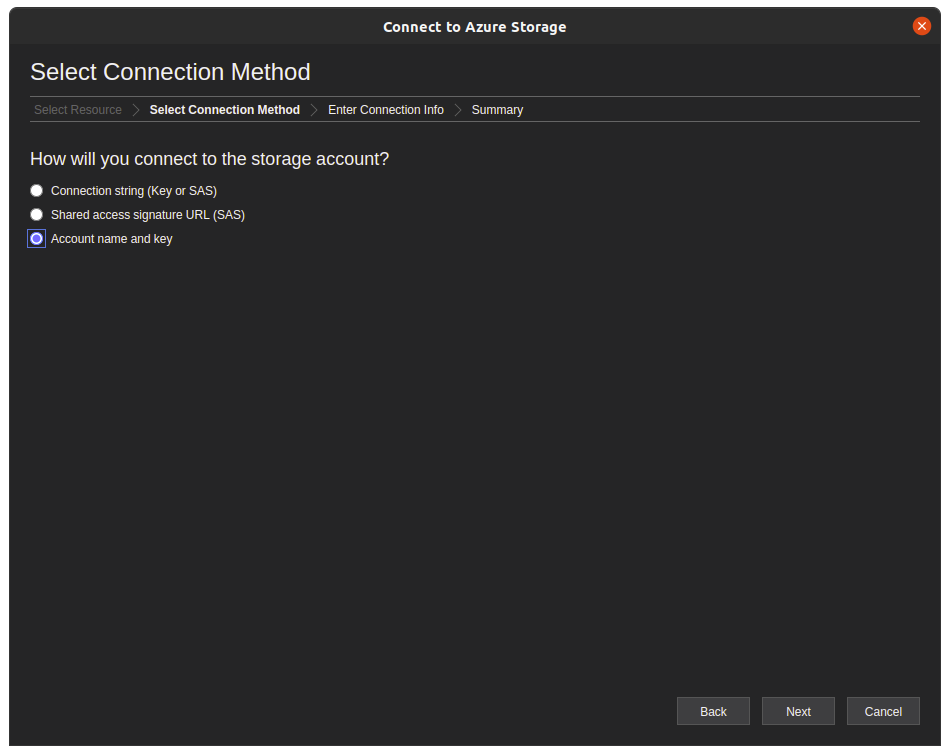 Connect to Azure Storage
Select Connection Method
Select Resource Select Connection Method Enter Connection Info Summary
How will you connect to the storage account?
Connection string (Key or SAS)
Shared access signature URL (SAS)
Account name and key
Back Next Cancel